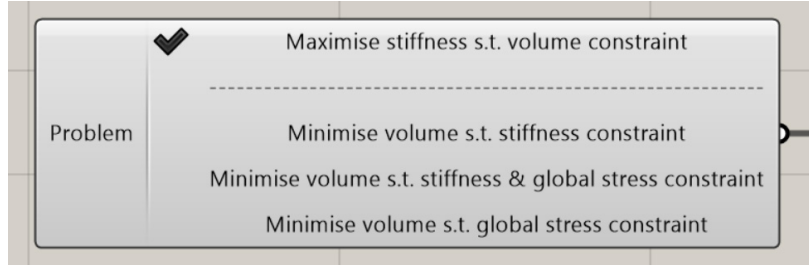 Maximise stiffness s.t. volume constraint
Problem
Minimise volume s.t. stiffness constraint
Minimise volume s.t. stiffness & global stress constraint
Minimise volume s.t. global stress constraint